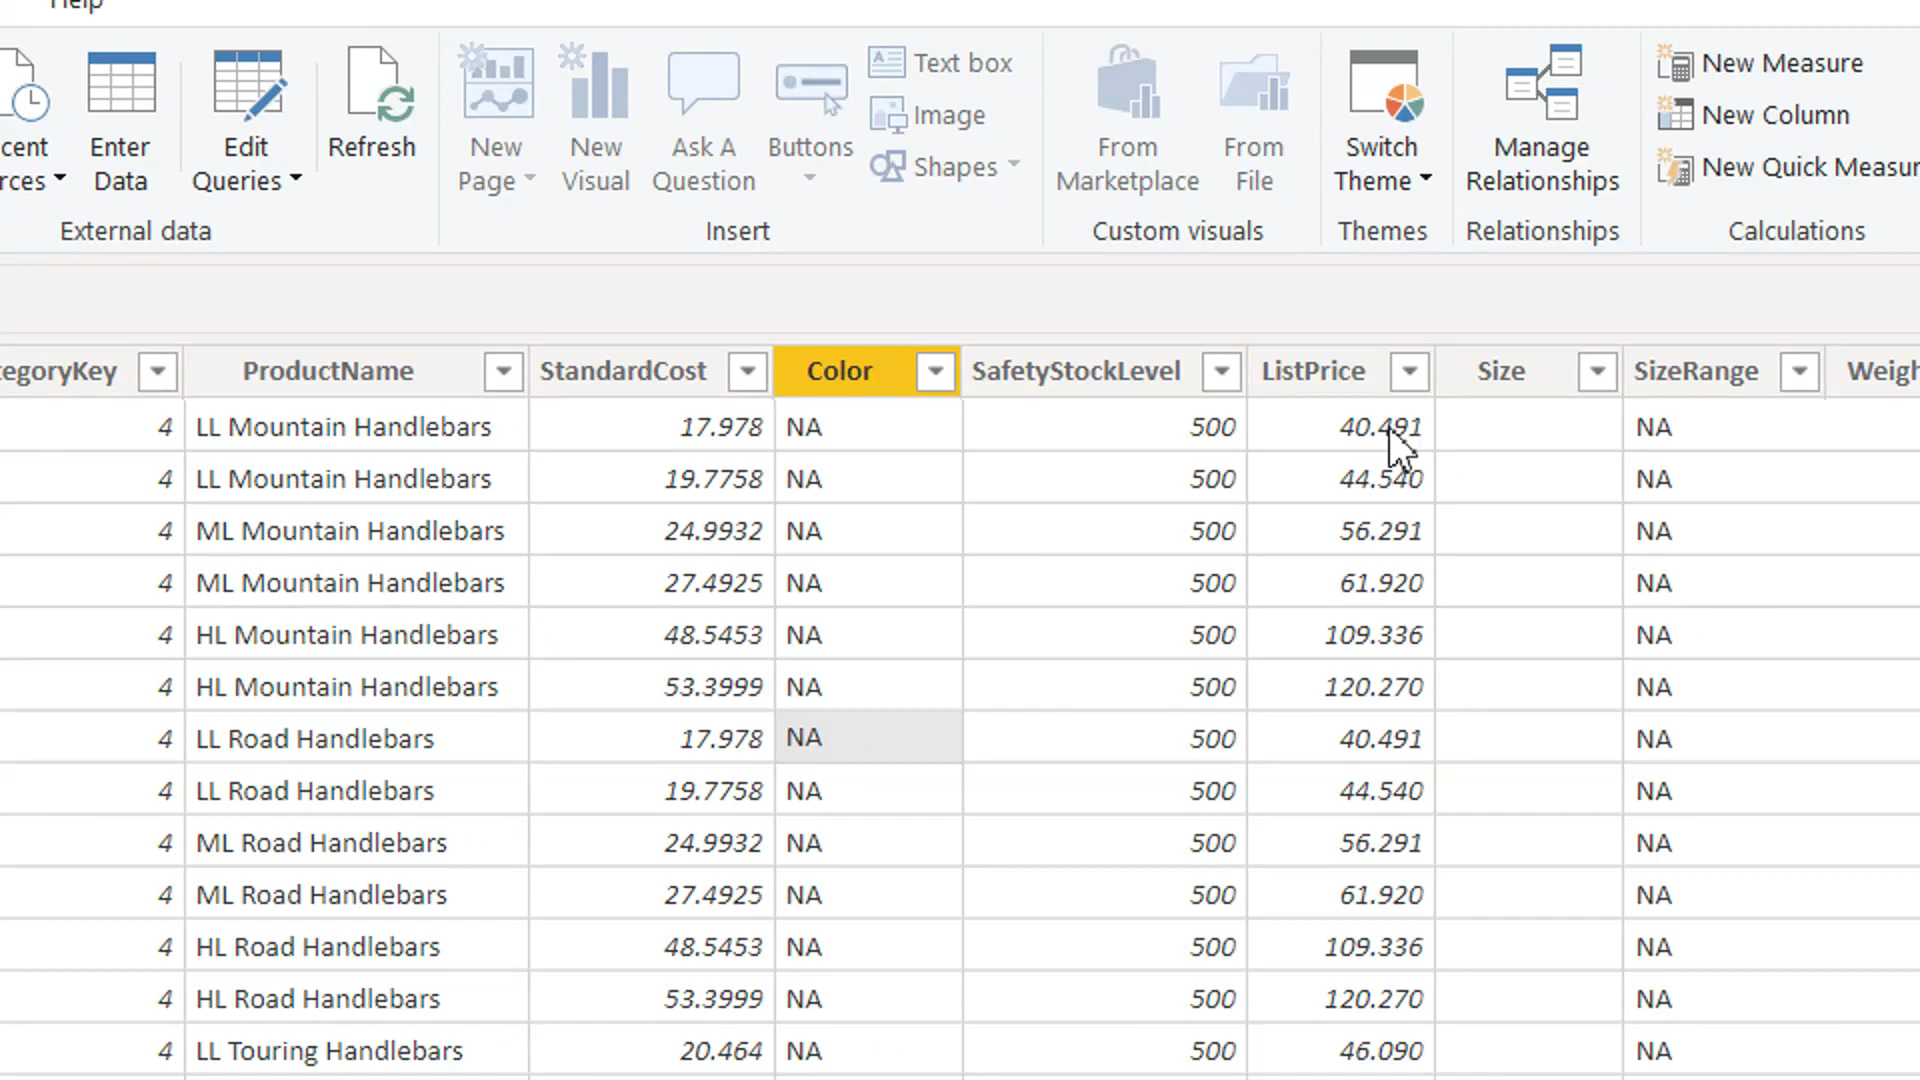 Help
cent
rces
Enter
Data
Edit
Queries
Refresh
External data
New
Page
New
Visual
Ask A
Question
Buttons
Text box
Image
Shapes
Insert
From
Marketplace
From
File
Custom visuals
Switch
Theme
Themes
Manage
Relationships
Relationships
New Measure
New Column
New Quick Measur
Calculations
tegoryKey ProductName StandardCost Color SafetyStockLevel ListPrice Size SizeRange Weigh
4 LL Mountain Handlebars 17.978 NA 500 40.491 NA
4 LL Mountain Handlebars 19.7758 NA 500 44.540 NA
4 ML Mountain Handlebars 24.9932 NA 500 56.291 NA
4 ML Mountain Handlebars 27.4925 NA 500 61.920 NA
4 HL Mountain Handlebars 48.5453 NA 500 109.336 NA
4 HL Mountain Handlebars 53.3999 NA 500 120.270 NA
4 LL Road Handlebars 17.978 NA 500 40.491 NA
4 LL Road Handlebars 19.7758 NA 500 44.540 NA
4 ML Road Handlebars 24.9932 NA 500 56.291 NA
4 ML Road Handlebars 27.4925 NA 500 61.920 NA
4 HL Road Handlebars 48.5453 NA 500 109.336 NA
4 HL Road Handlebars 53.3999 NA 500 120.270 NA
4 LL Touring Handlebars 20.464 NA 500 46.090 NA